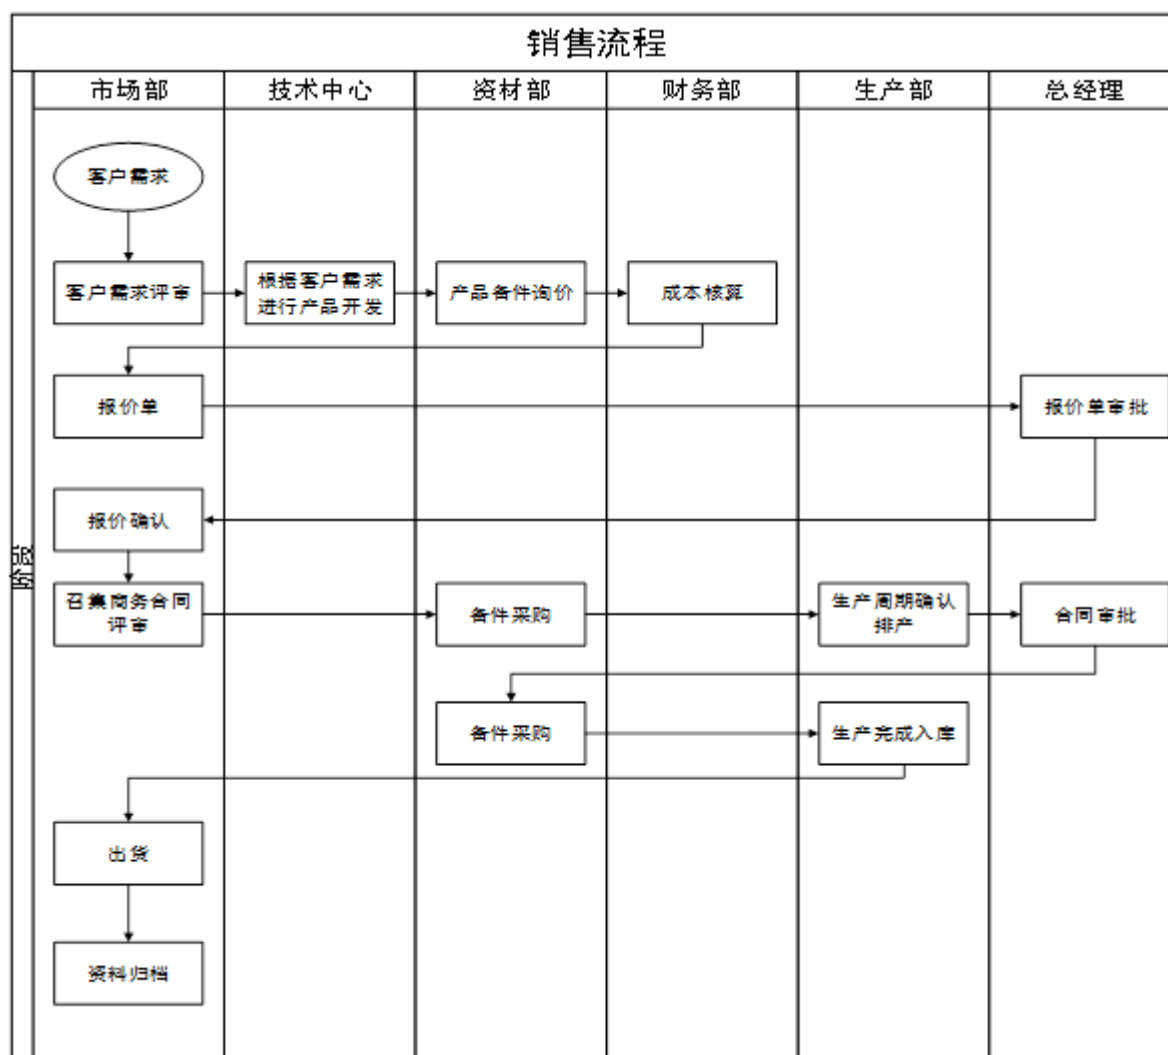 销售流程
市场部
技术中心
资材部
财务部
生产部
总经理
客户需求
客户需求评审
根据客户需求
进行产品开发
产品备件询价
成本核算
报价单
报价单审批
报价确认
阶段
召集商务合同
评审
备件采购
生产周期确认
排产
合同审批
备件采购
生产完成入库
出货
资料归档